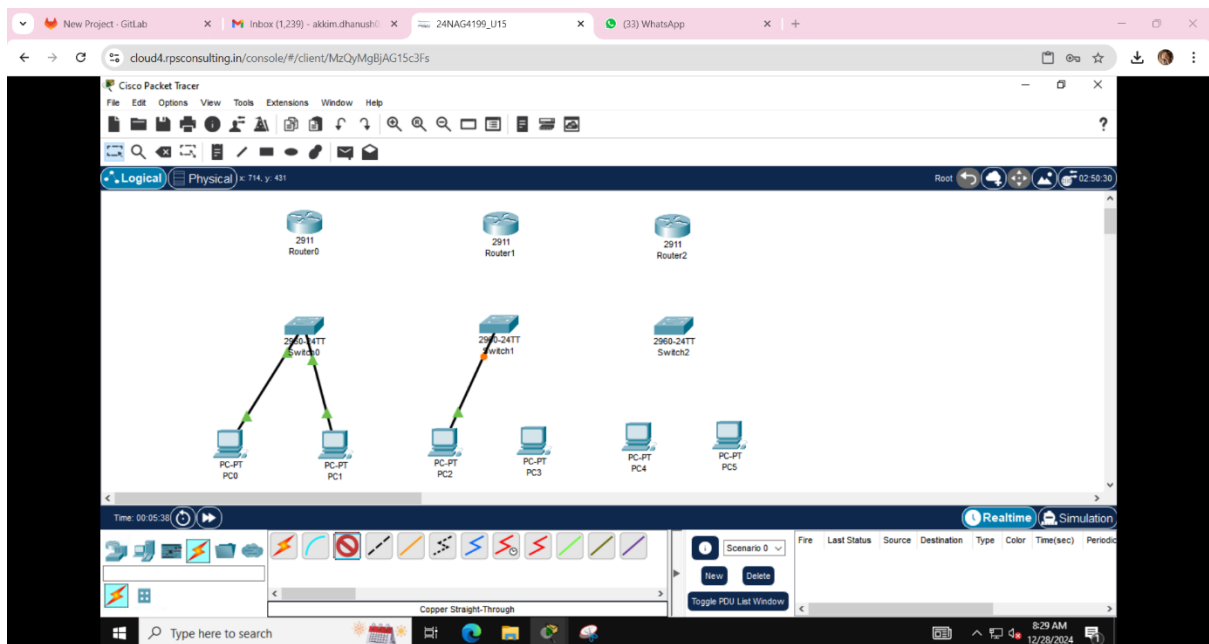 New Project · GitLab
Inbox (1,239) - akkim.dhanush
24NAG4199_U15
(33) WhatsApp
cloud4.rpsconsulting.in/console/#/client/MzQyMgBjAG15c3Fs
Cisco Packet Tracer
File Edit Options View Tools Extensions Window Help
?
Logical Physical x: 714, y: 431 Root 02:50:30
2911
Router0
2911
Router1
2911
Router2
2960-24TT
Switch0
2960-24TT
Switch1
2960-24TT
Switch2
PC-PT
PC0
PC-PT
PC1
PC-PT
PC2
PC-PT
PC3
PC-PT
PC4
PC-PT
PC5
Time: 00:05:38 Realtime Simulation
Scenario 0
New Delete
Toggle PDU List Window
Fire Last Status Source Destination Type Color Time(sec) Periodic
Copper Straight-Through
Type here to search
8:29 AM
12/28/2024